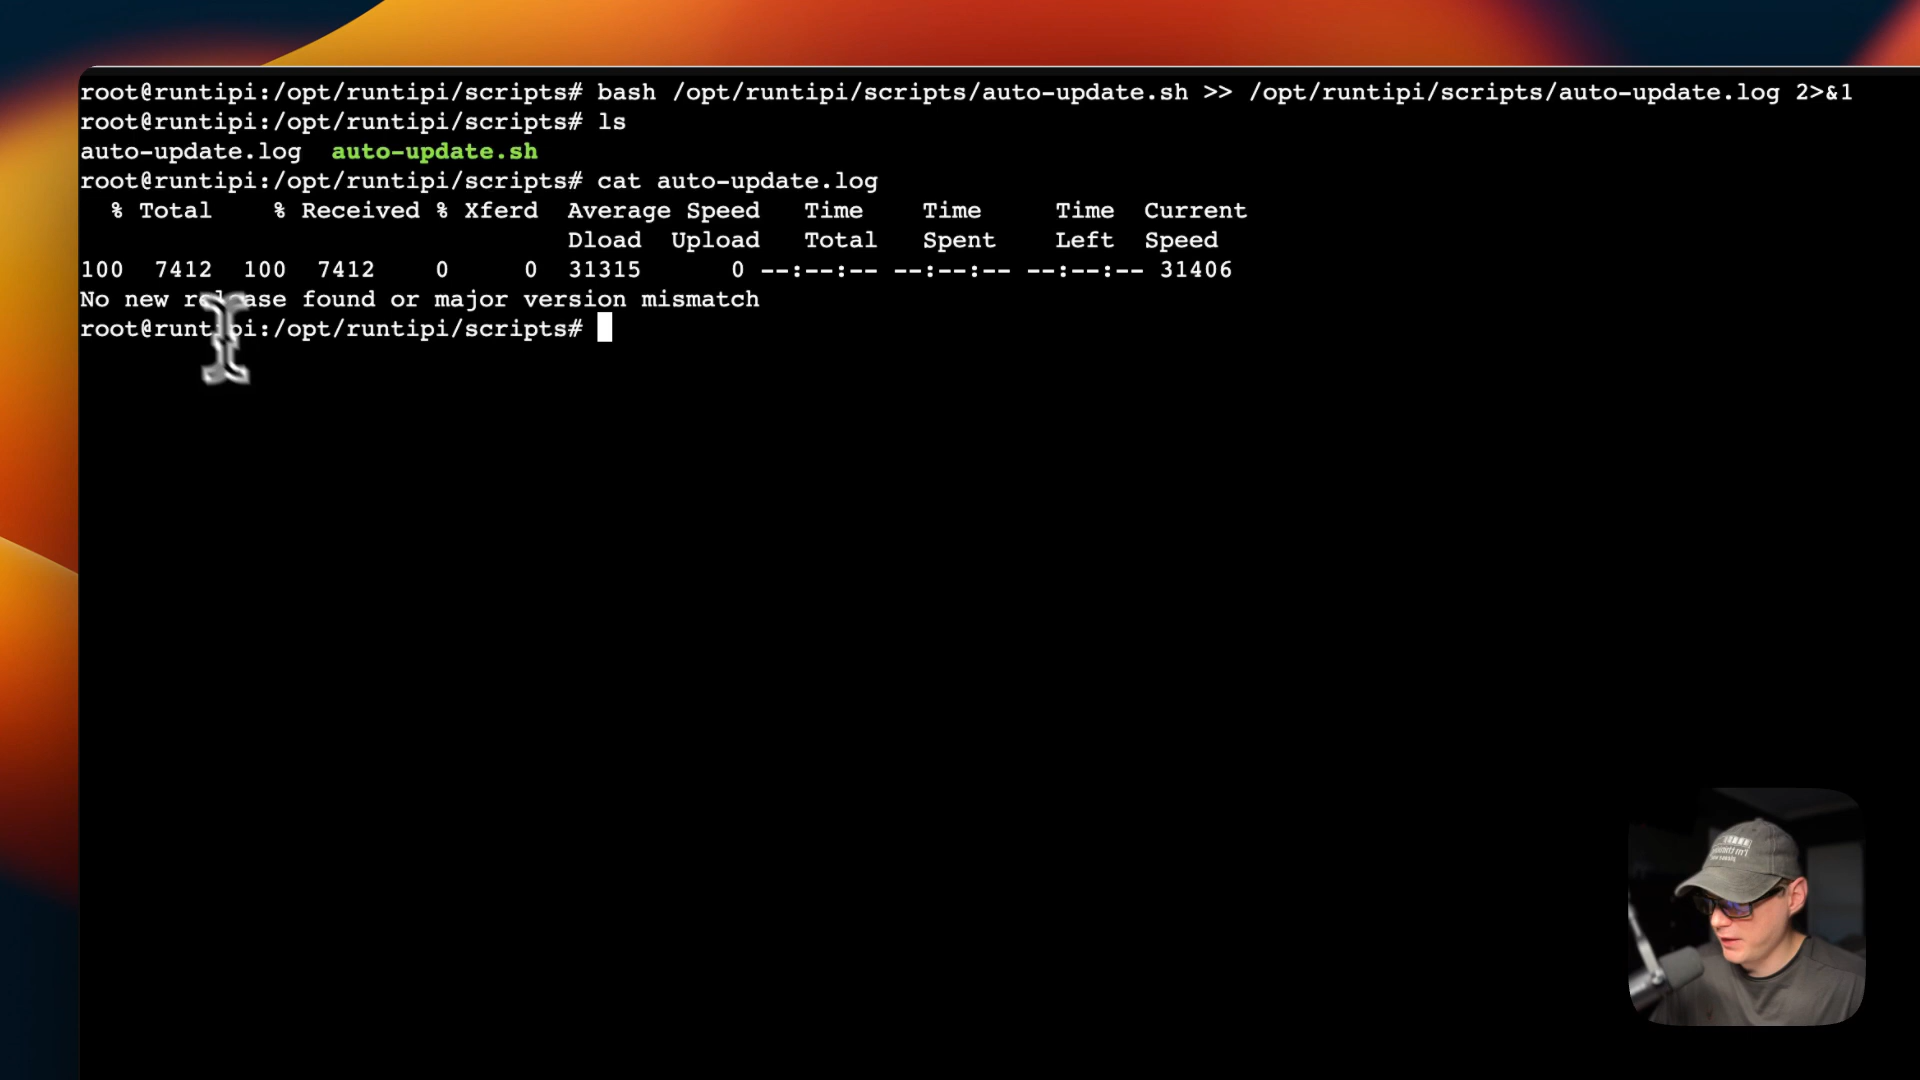 root@runtipi:/opt/runtipi/scripts# bash /opt/runtipi/scripts/auto-update.sh >> /opt/runtipi/scripts/auto-update.log 2>&1
root@runtipi:/opt/runtipi/scripts# ls
auto-update.log  auto-update.sh
root@runtipi:/opt/runtipi/scripts# cat auto-update.log
% Total    % Received % Xferd  Average Speed   Time    Time     Time  Current
Dload  Upload   Total   Spent    Left  Speed
100  7412  100  7412    0     0  31315      0 --:--:-- --:--:-- --:--:-- 31406
No new release found or major version mismatch
root@runtipi:/opt/runtipi/scripts#